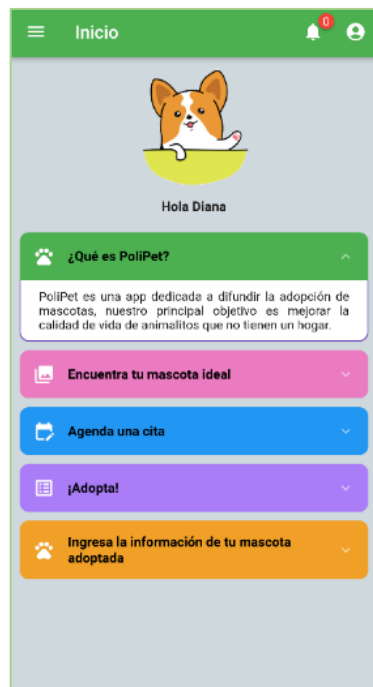 Inicio
0
Hola Diana
¿Qué es PoliPet?
PoliPet es una app dedicada a difundir la adopción de
mascotas, nuestro principal objetivo es mejorar la
calidad de vida de animalitos que no tienen un hogar.
Encuentra tu mascota ideal
Agenda una cita
¡Adopta!
Ingresa la información de tu mascota
adoptada